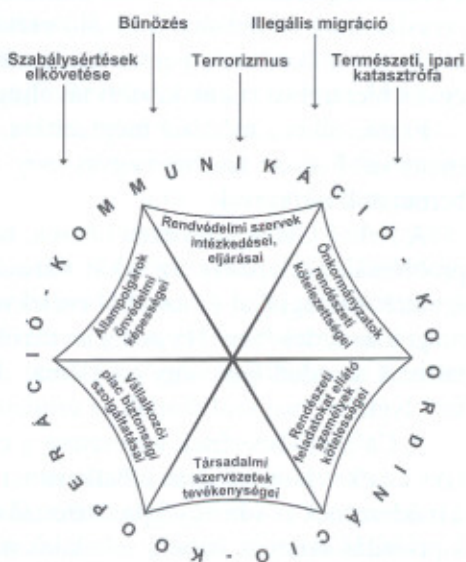 Bűnözés
Illegális migráció
Szabálysértések
elkövetése
Terrorizmus
Természeti, ipari
katasztrófa
KOMMUNIKÁCIÓ-KOORDINÁCIÓ-KOOPERÁCIÓ-
Rendvédelmi szervek
intézkedései,
eljárásai
Önkormányzatok
rendészeti
kötelezettségei
Rendészeti
feladatokat ellátó
személyek
kötelességei
Társadalmi
szervezetek
tevékenységei
Vállalkozói
piac biztonsági
szolgáltatásai
Állampolgárok
önvédelmi
képességei